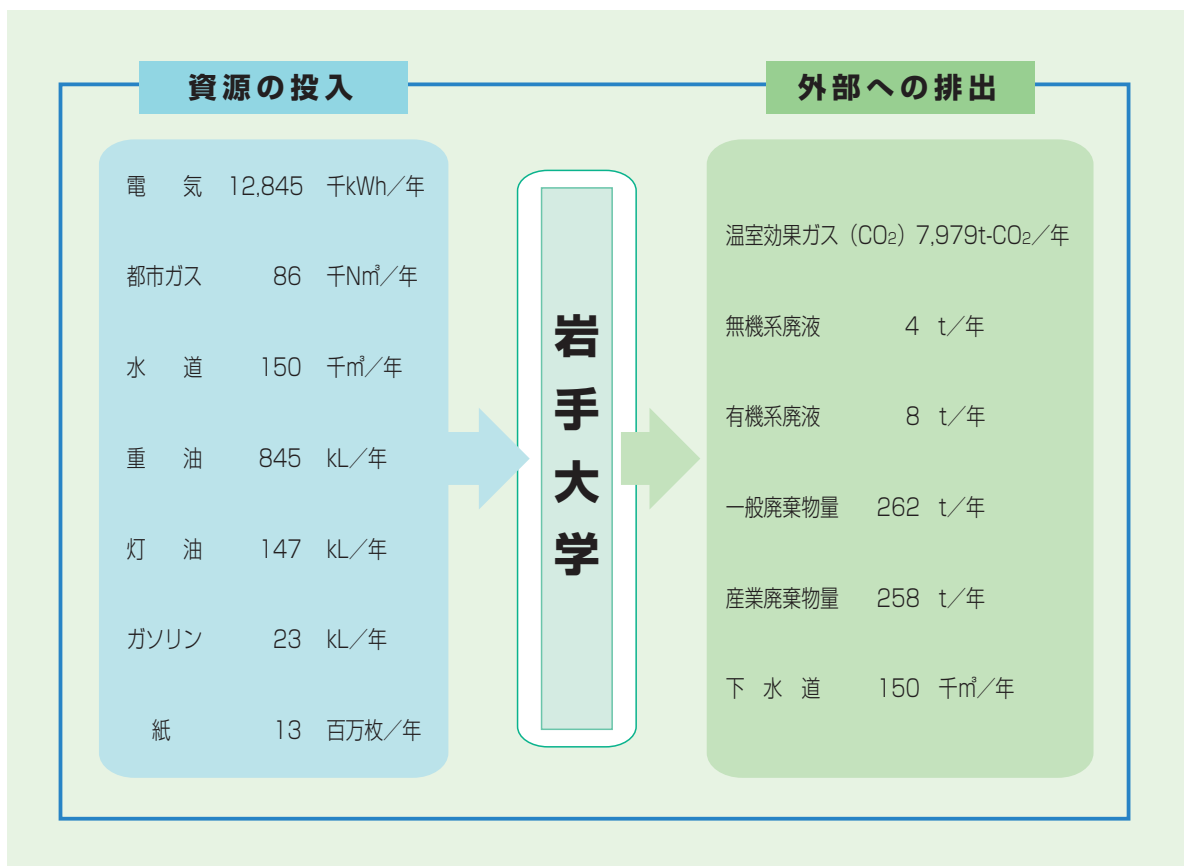 資源の投入
電気 12,845 千kWh／年
都市ガス 86 千N㎥／年
水道 150 千㎥／年
重油 845 kL／年
灯油 147 kL／年
ガソリン 23 kL／年
紙 13 百万枚／年
岩手大学
外部への排出
温室効果ガス（CO₂）7,979t-CO₂／年
無機系廃液 4 t／年
有機系廃液 8 t／年
一般廃棄物量 262 t／年
産業廃棄物量 258 t／年
下水道 150 千㎥／年